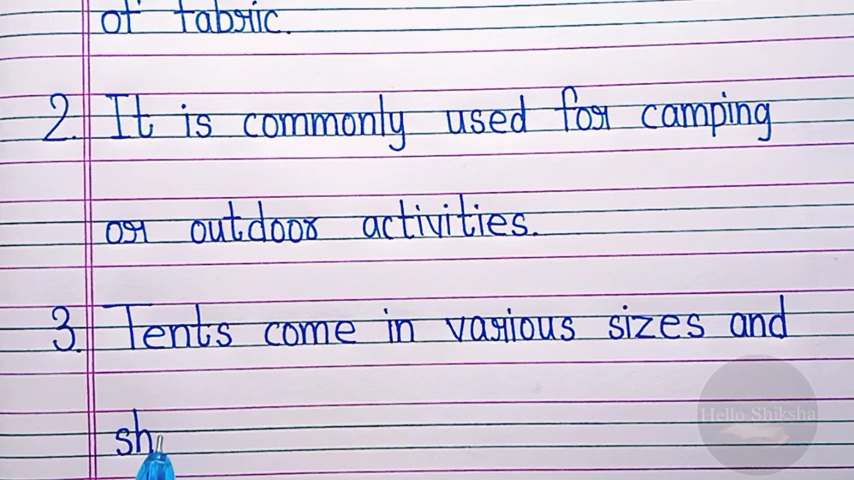 of fabric.
2. It is commonly used for camping
or outdoor activities.
3. Tents come in various sizes and
Hello Shiksha
sh